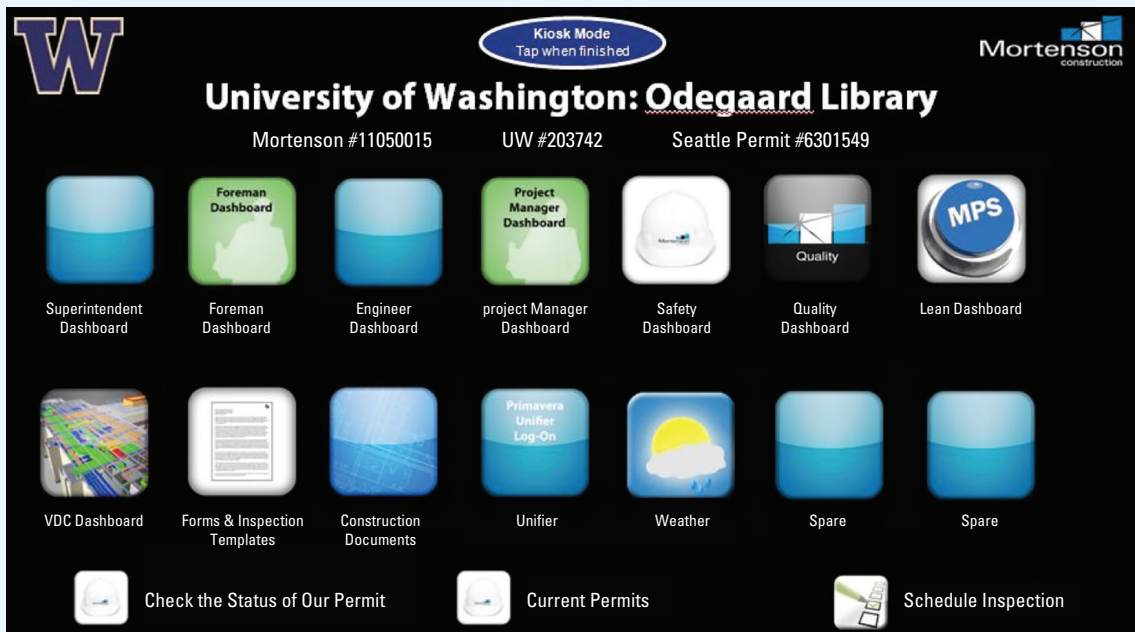 W
Kiosk Mode
Tap when finished
Mortenson
construction
University of Washington: Odegaard Library
Mortenson #11050015 UW #203742 Seattle Permit #6301549
Foreman
Dashboard
Project
Manager
Dashboard
Mortenson
Quality
MPS
Superintendent
Dashboard
Foreman
Dashboard
Engineer
Dashboard
project Manager
Dashboard
Safety
Dashboard
Quality
Dashboard
Lean Dashboard
Primavera
Unifier
Log-On
VDC Dashboard
Forms & Inspection
Templates
Construction
Documents
Unifier
Weather
Spare
Spare
Check the Status of Our Permit
Current Permits
Schedule Inspection